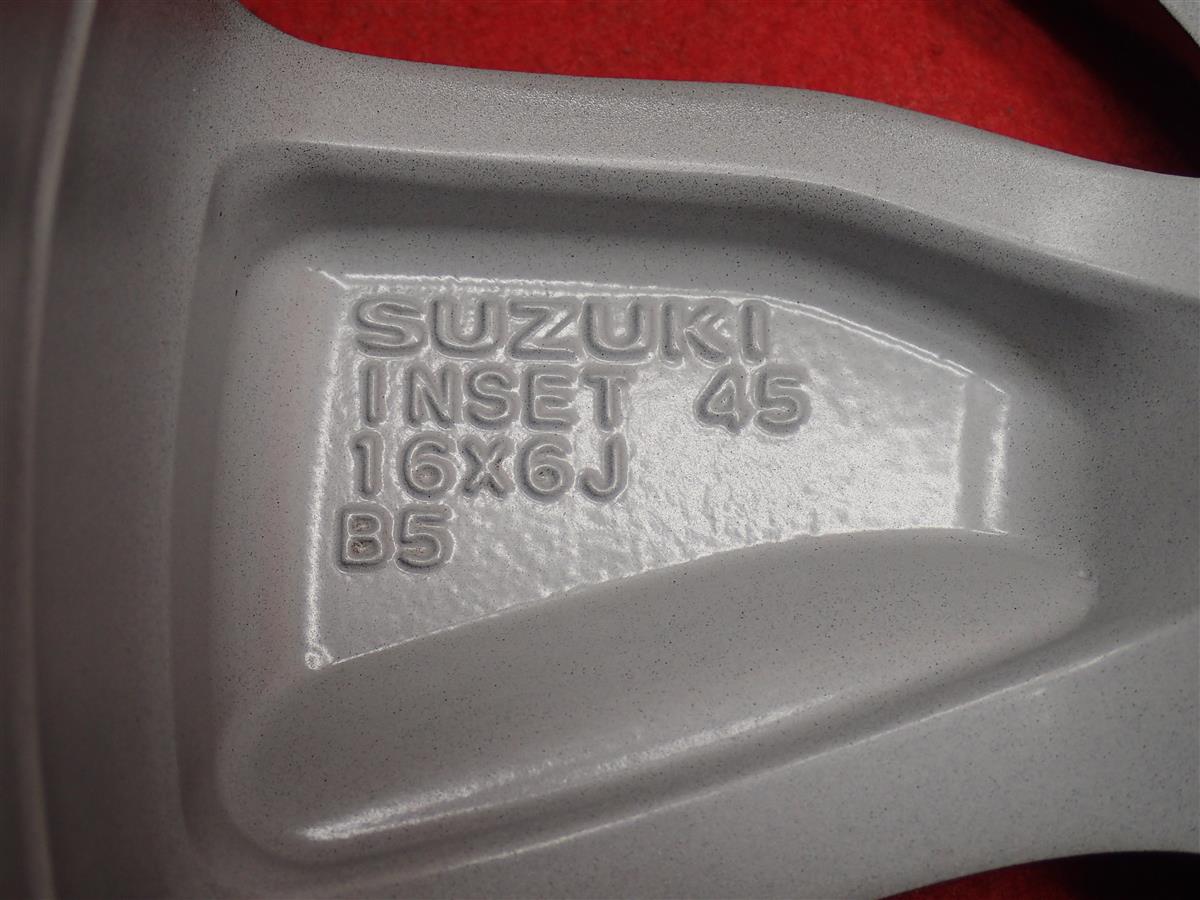 SUZUKI
INSET 45
16X6J
B5